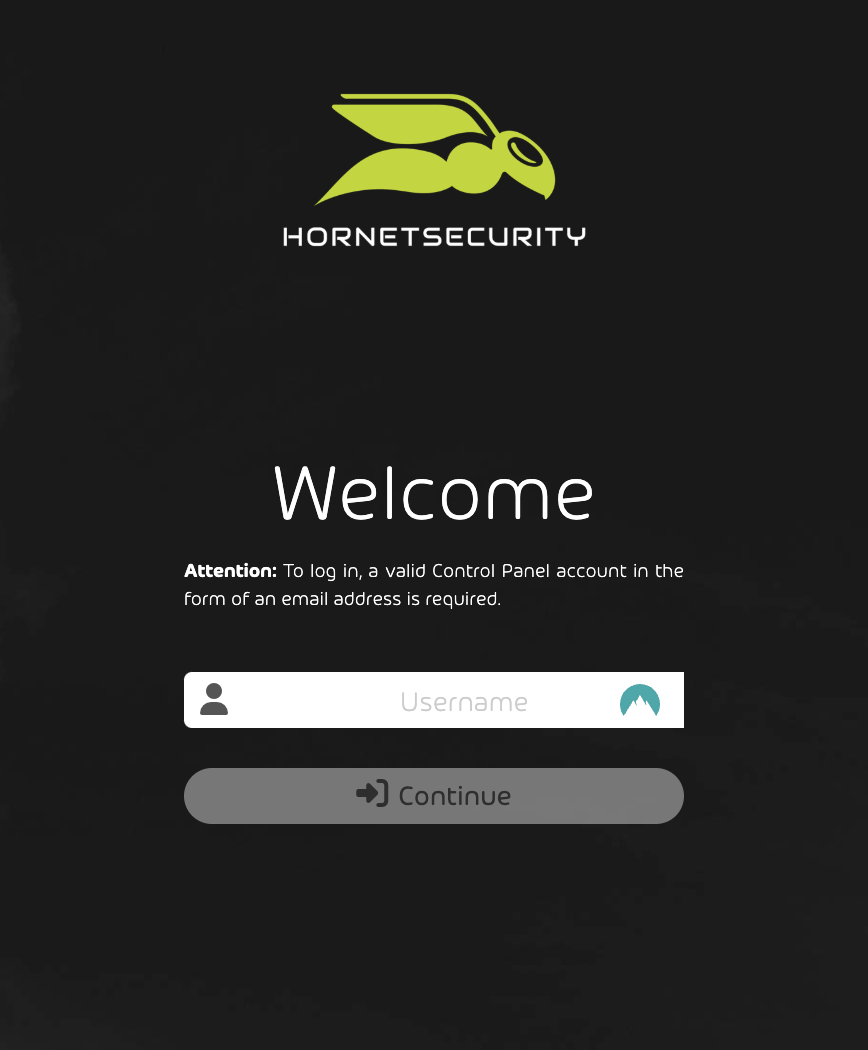 HORNETSECURITY
Welcome
Attention: To log in, a valid Control Panel account in the
form of an email address is required.
Username
Continue